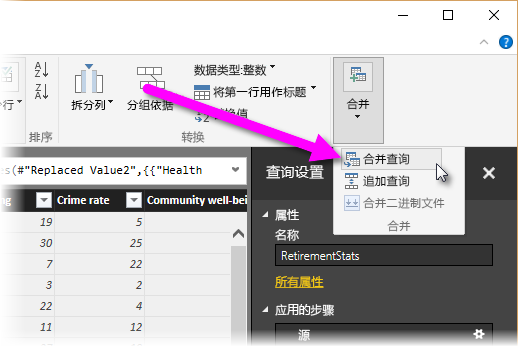 A
Z
Z
A
行
拆分列
分组依据
数据类型:整数
将第一行用作标题
换值
合并
排序
转换
合并查询
追加查询
合并二进制文件
合并
es(#"Replaced Value2",{{"Health
查询设置
ng
Crime rate
Community well-bei
19
5
30
25
7
22
3
2
22
4
11
12
属性
名称
RetirementStats
所有属性
应用的步骤
源